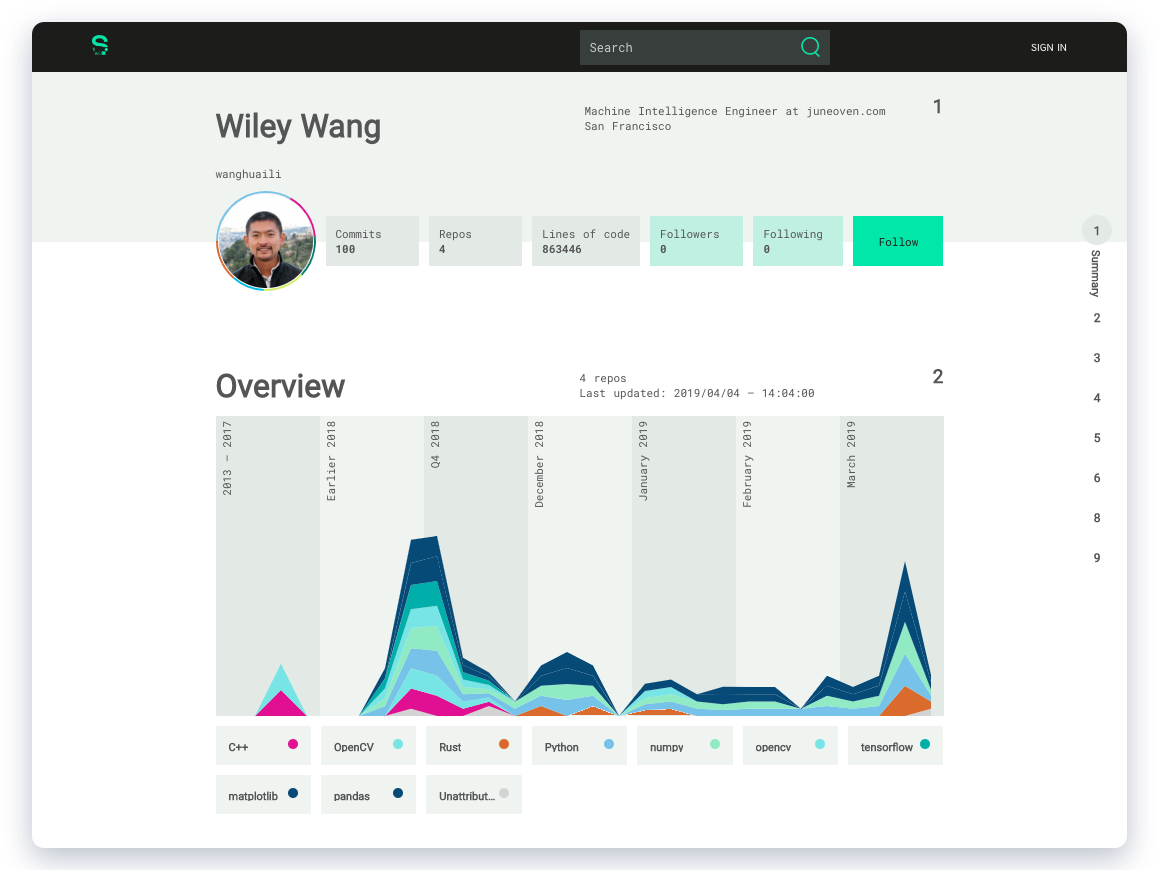 S
Search
SIGN IN
Wiley Wang
Machine Intelligence Engineer at juneoven.com
San Francisco
1
wanghuaili
Commits
100
Repos
4
Lines of code
863446
Followers
0
Following
0
Follow
1
Summary
2
3
4
5
6
8
9
Overview
4 repos
Last updated: 2019/04/04 – 14:04:00
2
2013 – 2017
Earlier 2018
Q4 2018
December 2018
January 2019
February 2019
March 2019
C++
OpenCV
Rust
Python
numpy
opencv
tensorflow
matplotlib
pandas
Unattribut…